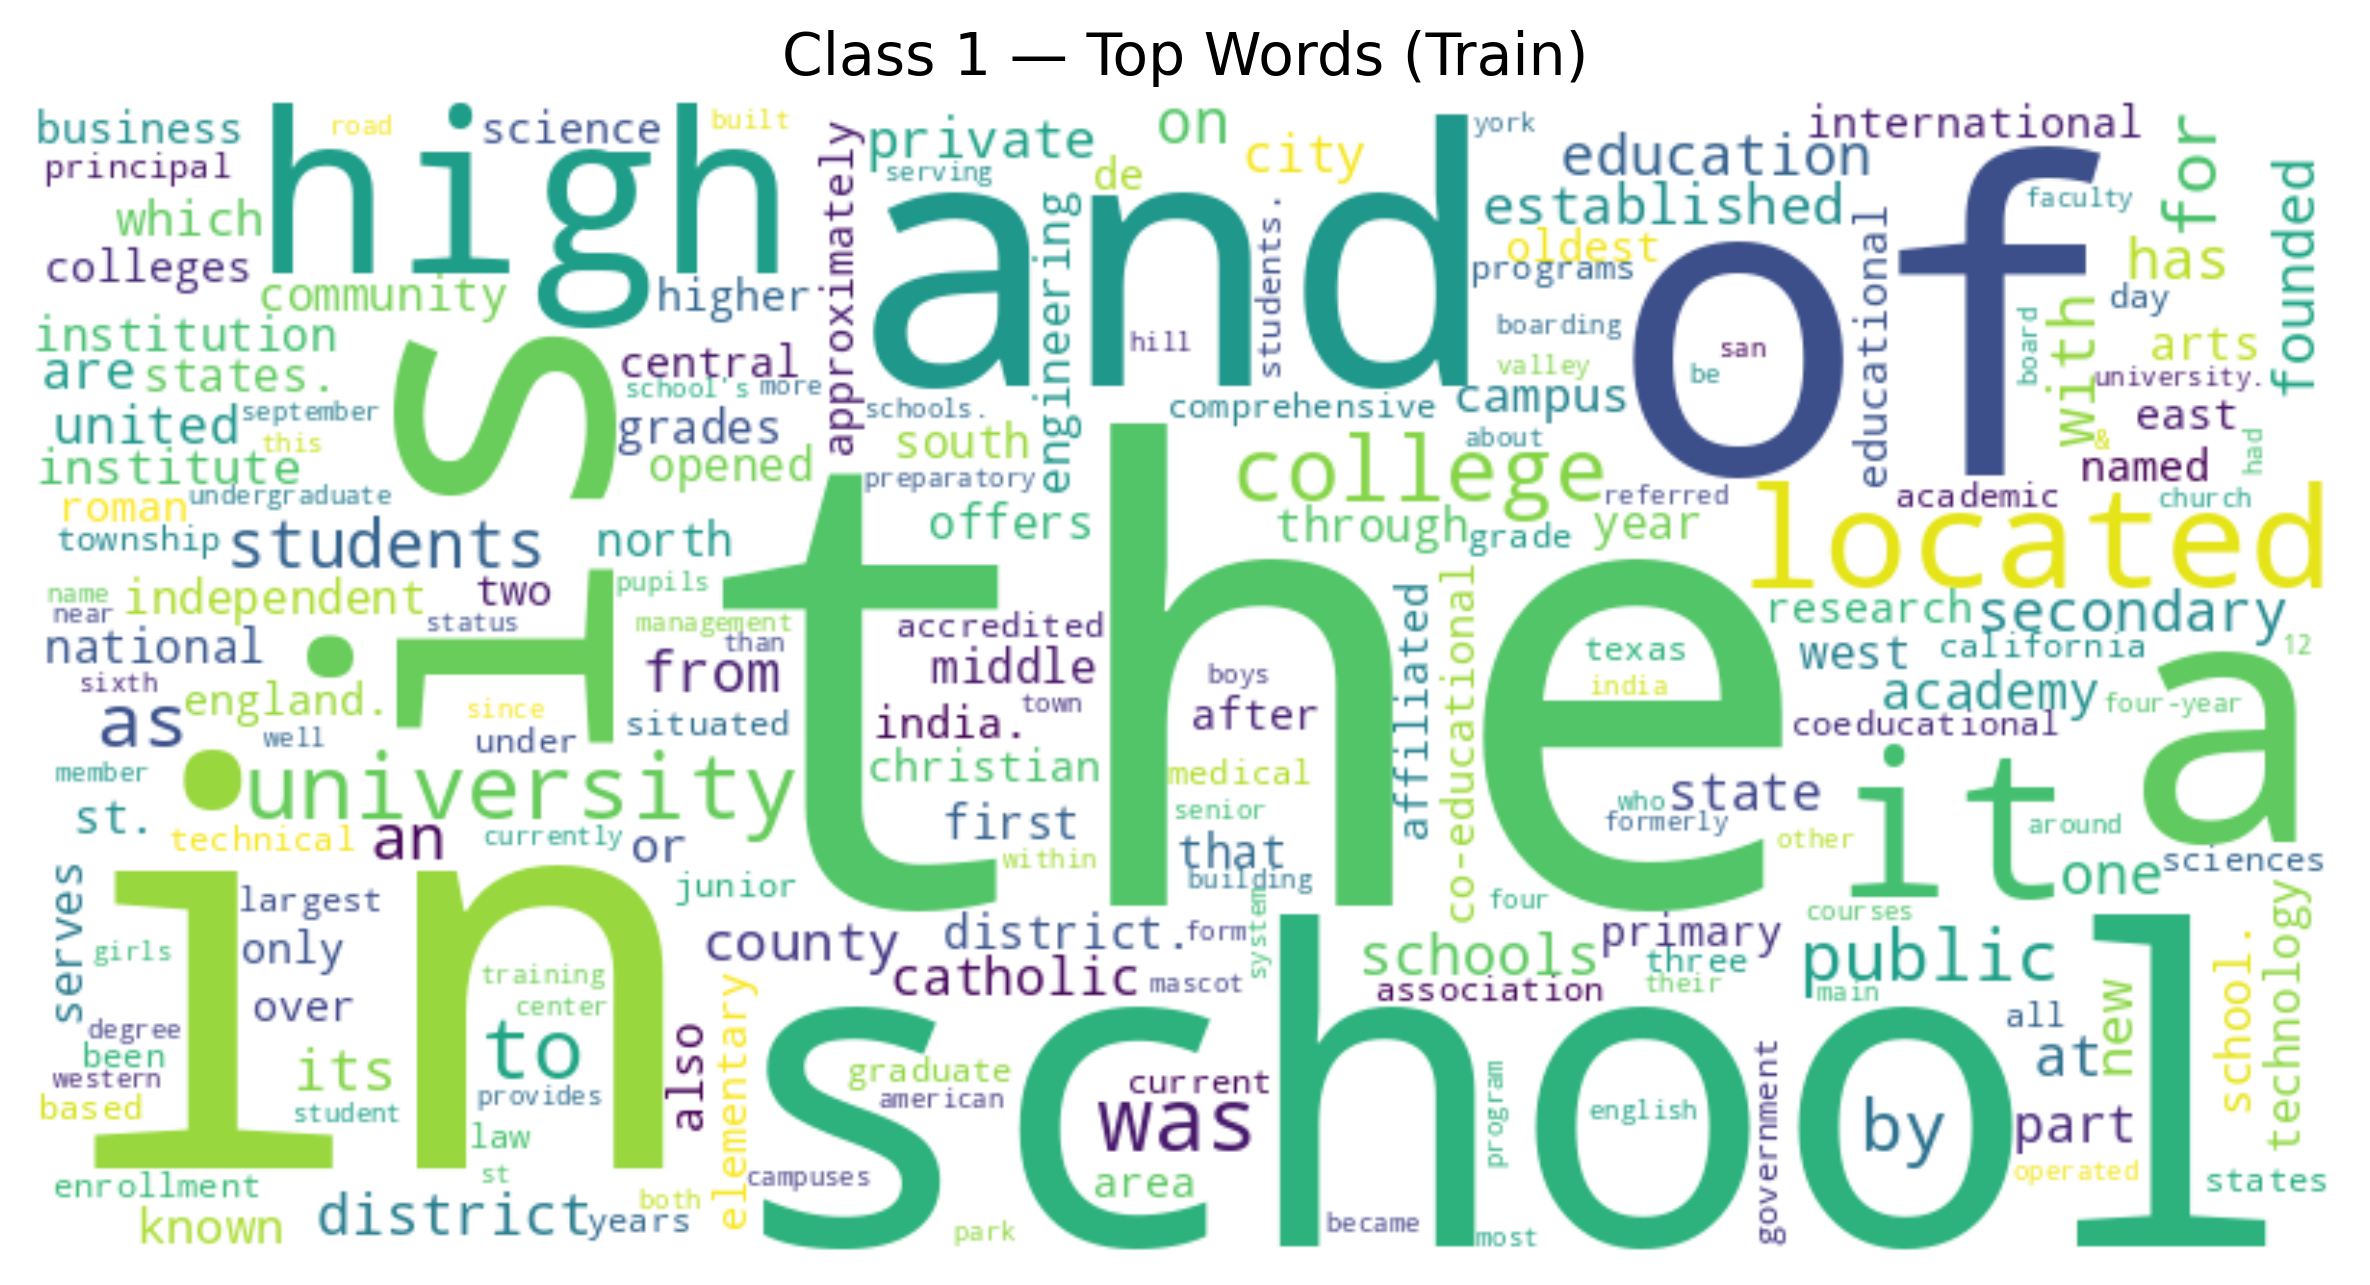 Class 1 — Top Words (Train)
business
road
science
built
high
principal
which
colleges
community
higher
approximately
private
serving
de
on
city
and
york
education
international
for
established
oldest
programs
of
faculty
has
founded
engineering
students.
hill
boarding
valley
campus
san
be
educational
board
with
day
arts
university.
east
&
named
had
institution
are
states.
united
september
this
institute
roman
undergraduate
is
central
school's
more
grades
opened
schools.
south
preparatory
comprehensive
college
about
referred
academic
church
township
students
north
offers
through
grade
year
located
name
near
independent
two
pupils
status
management
than
the
national
sixth
england.
as
well
since
under
from
situated
accredited
middle
india.
town
boys
after
affiliated
co-educational
texas
india
research
secondary
west
california
12
academy
four-year
coeducational
a
member
university
st.
technical
an
currently
or
christian
medical
senior
first
within
that
building
who
state
formerly
other
it
around
one
sciences
serves
in
largest
only
girls
over
degree
been
western
based
junior
county
district.
form
system
catholic
mascot
four
schools
primary
three
their
association
courses
public
main
school.
technology
new
all
at
training
center
to
its
provides
student
law
st
also
elementary
school
graduate
american
current
was
area
campuses
park
became
program
most
english
government
by
part
operated
states
enrollment
known
district
years
both